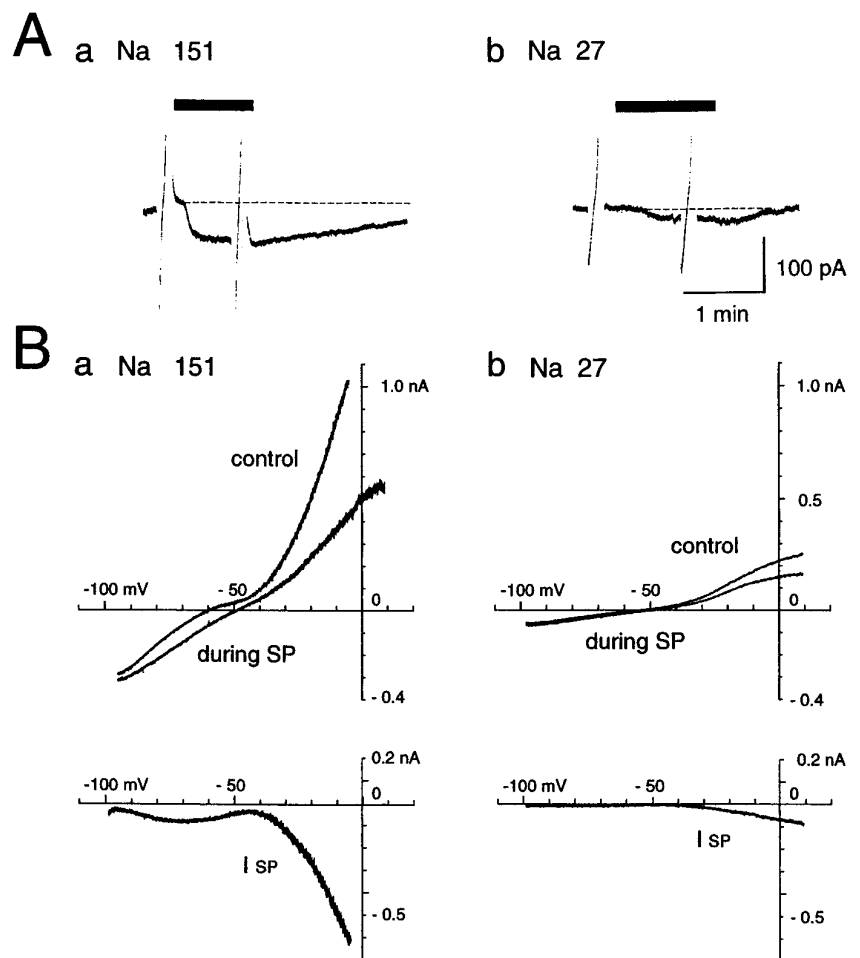 A
a Na 151
b Na 27
100 pA
1 min
B
a Na 151
b Na 27
1.0 nA
control
-100 mV
- 50
0
during SP
- 0.4
1.0 nA
0.5
control
-100 mV
- 50
0
during SP
- 0.4
0.2 nA
-100 mV
- 50
0
I SP
- 0.5
0.2 nA
-100 mV
- 50
0
I SP
- 0.5